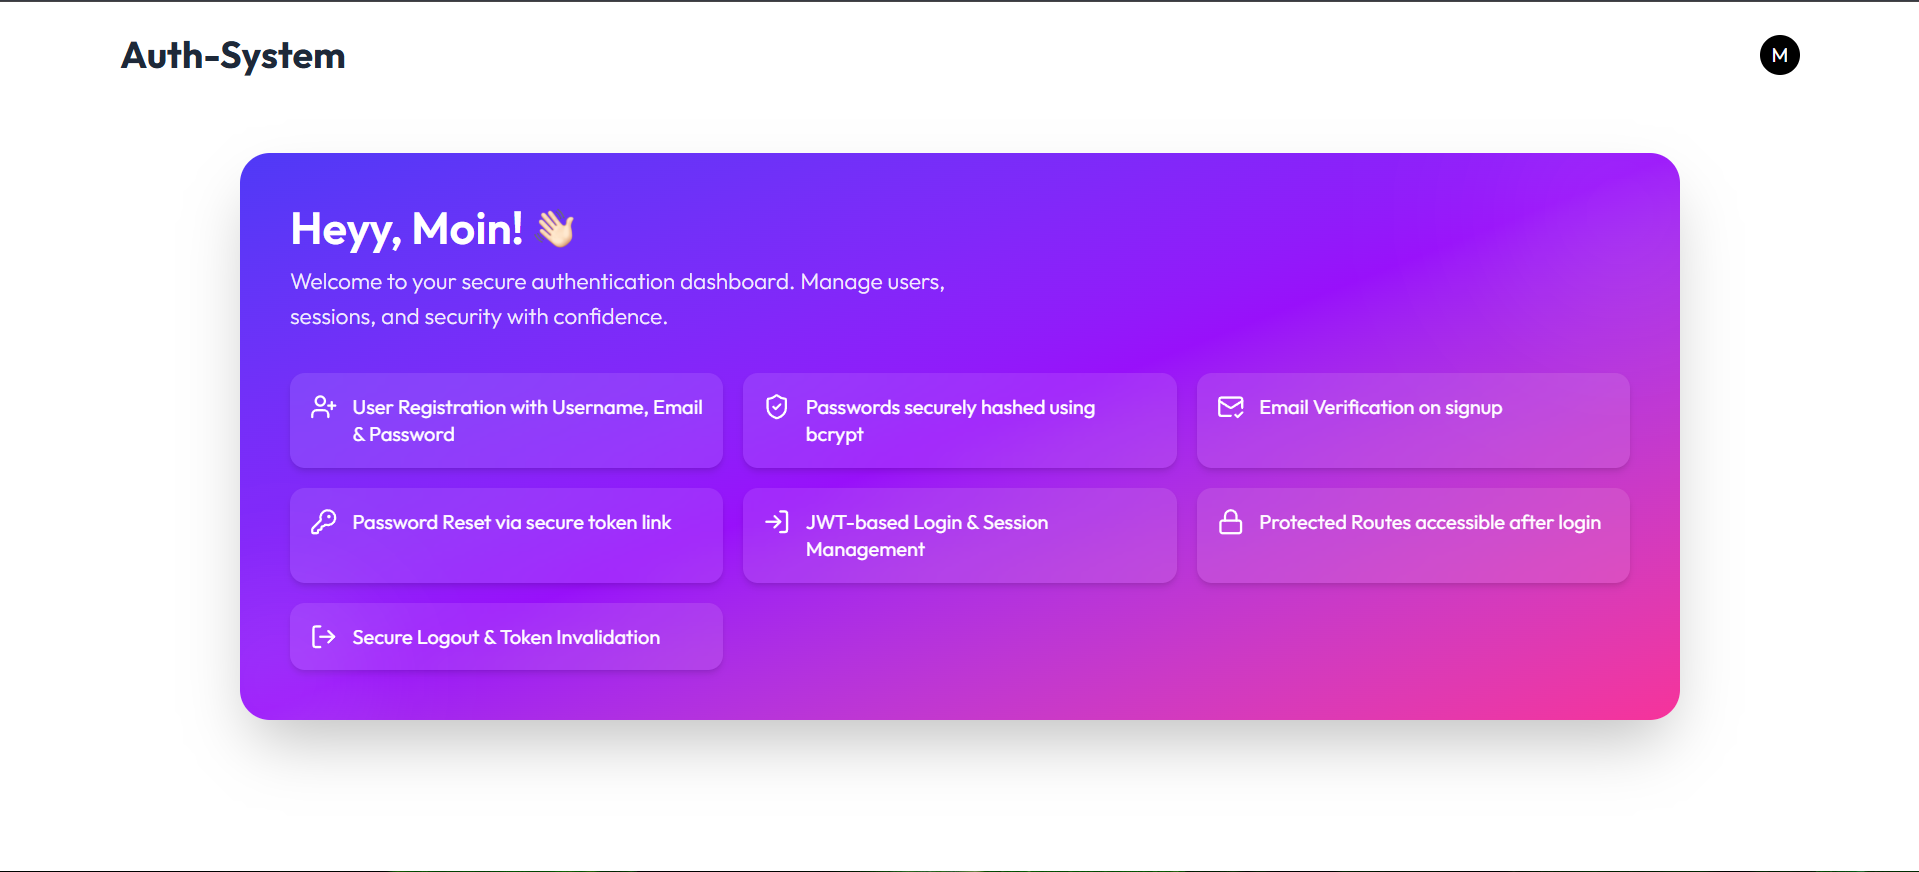 Auth-System
M
Heyy, Moin! 👋🏻
Welcome to your secure authentication dashboard. Manage users,
sessions, and security with confidence.
User Registration with Username, Email
& Password
Passwords securely hashed using
bcrypt
Email Verification on signup
Password Reset via secure token link
JWT-based Login & Session
Management
Protected Routes accessible after login
Secure Logout & Token Invalidation